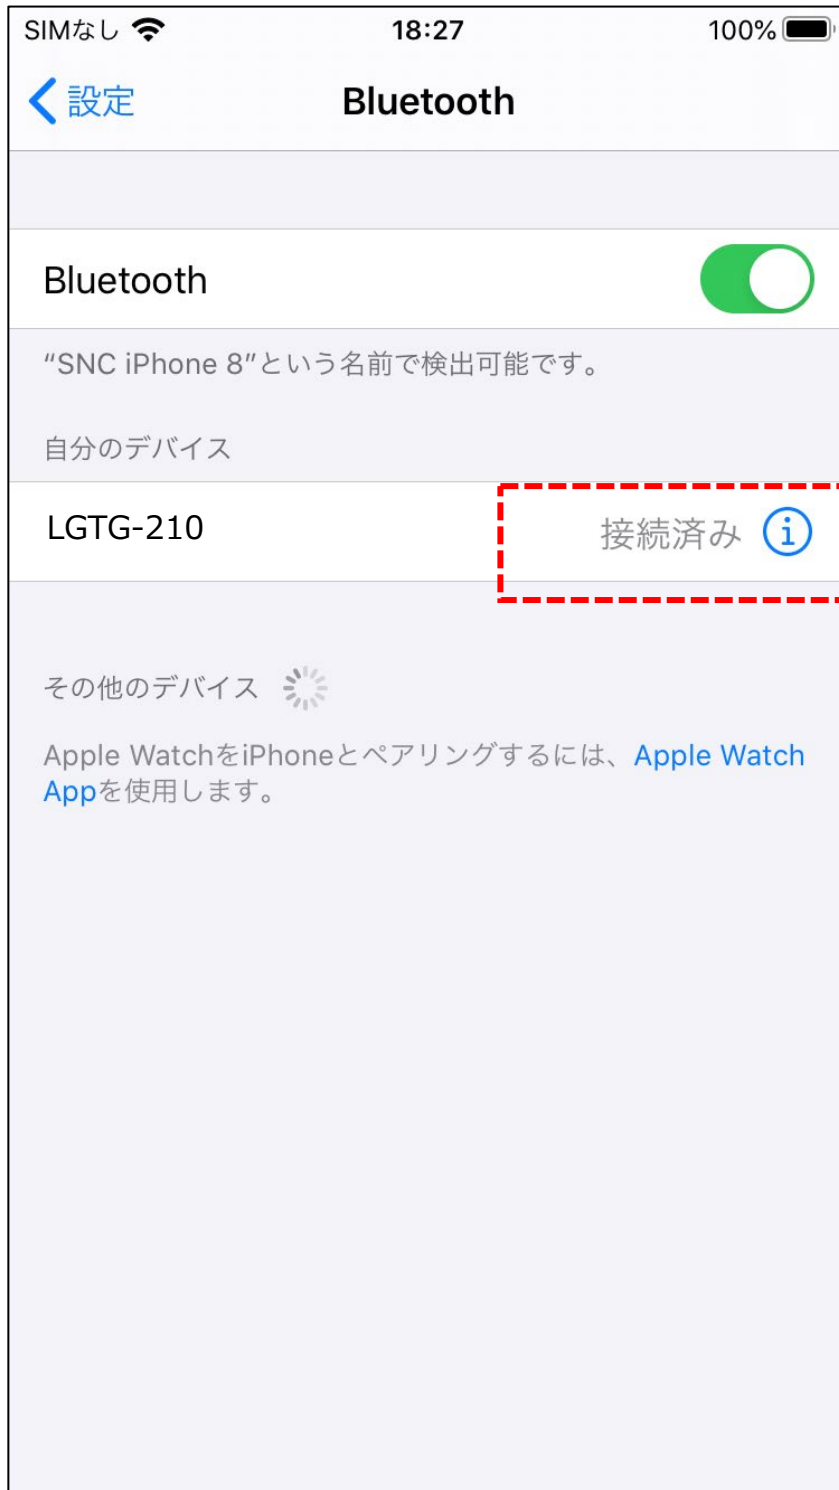 SIMなし 18:27 100%
設定 Bluetooth
Bluetooth
“SNC iPhone 8”という名前で検出可能です。
自分のデバイス
LGTG-210 接続済み i
その他のデバイス
Apple WatchをiPhoneとペアリングするには、Apple Watch
Appを使用します。